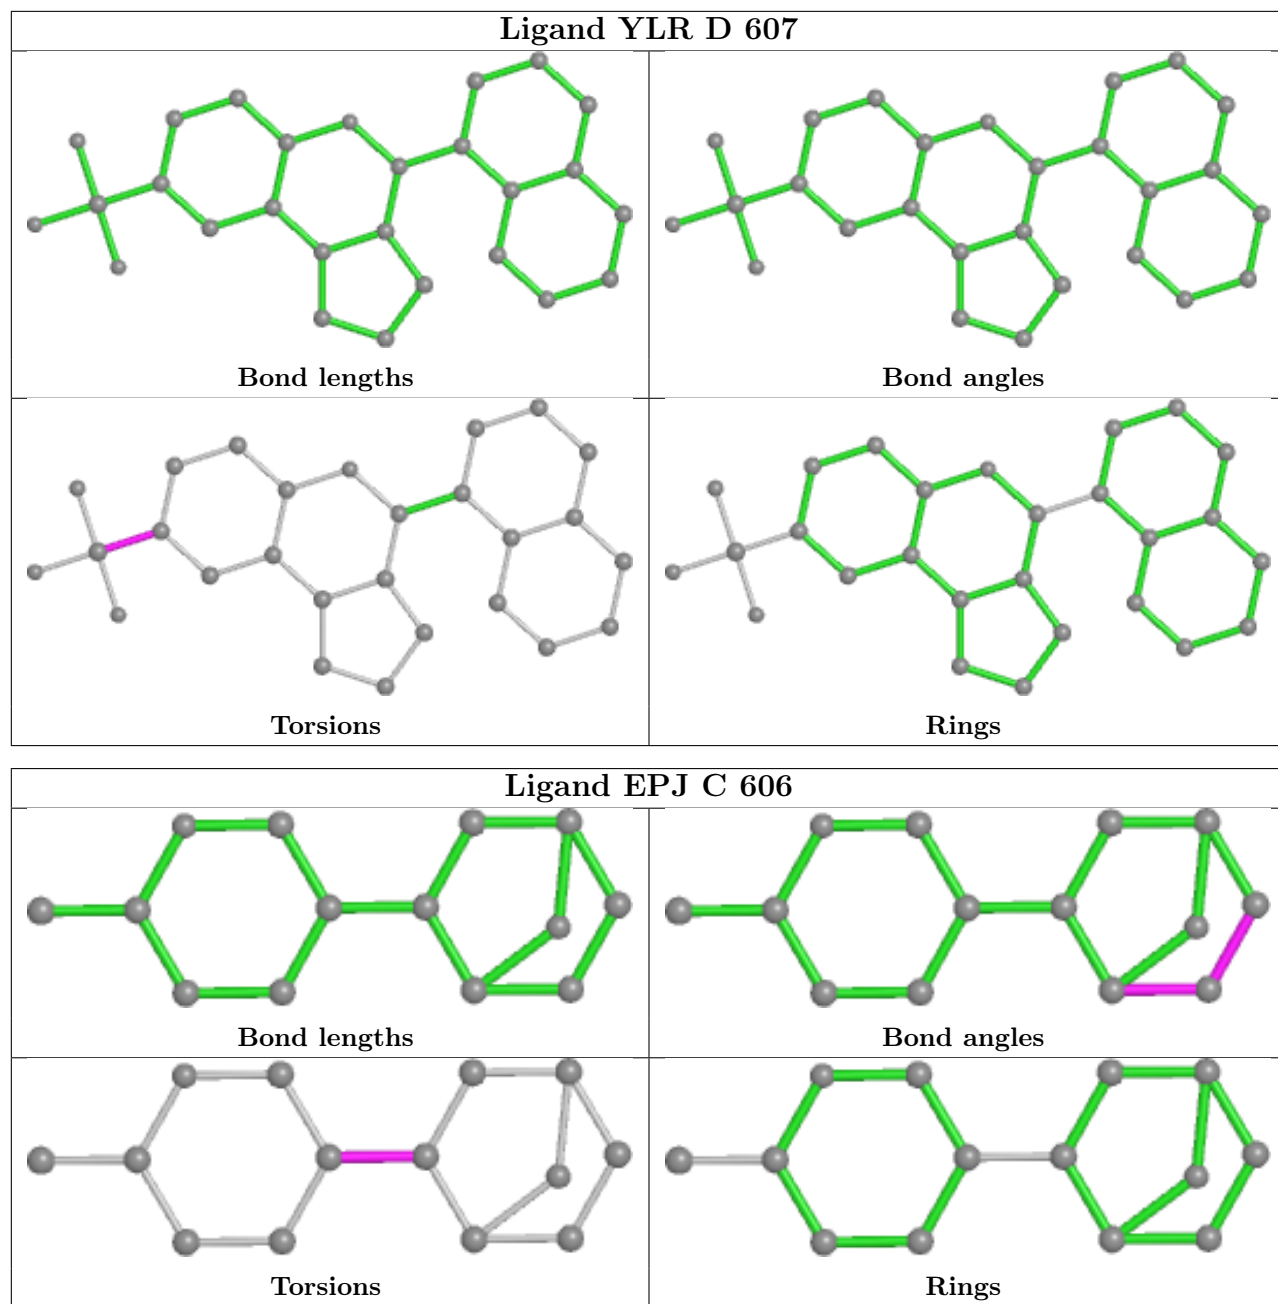 Ligand YLR D 607
Bond lengths
Bond angles
Torsions
Rings
Ligand EPJ C 606
Bond lengths
Bond angles
Torsions
Rings